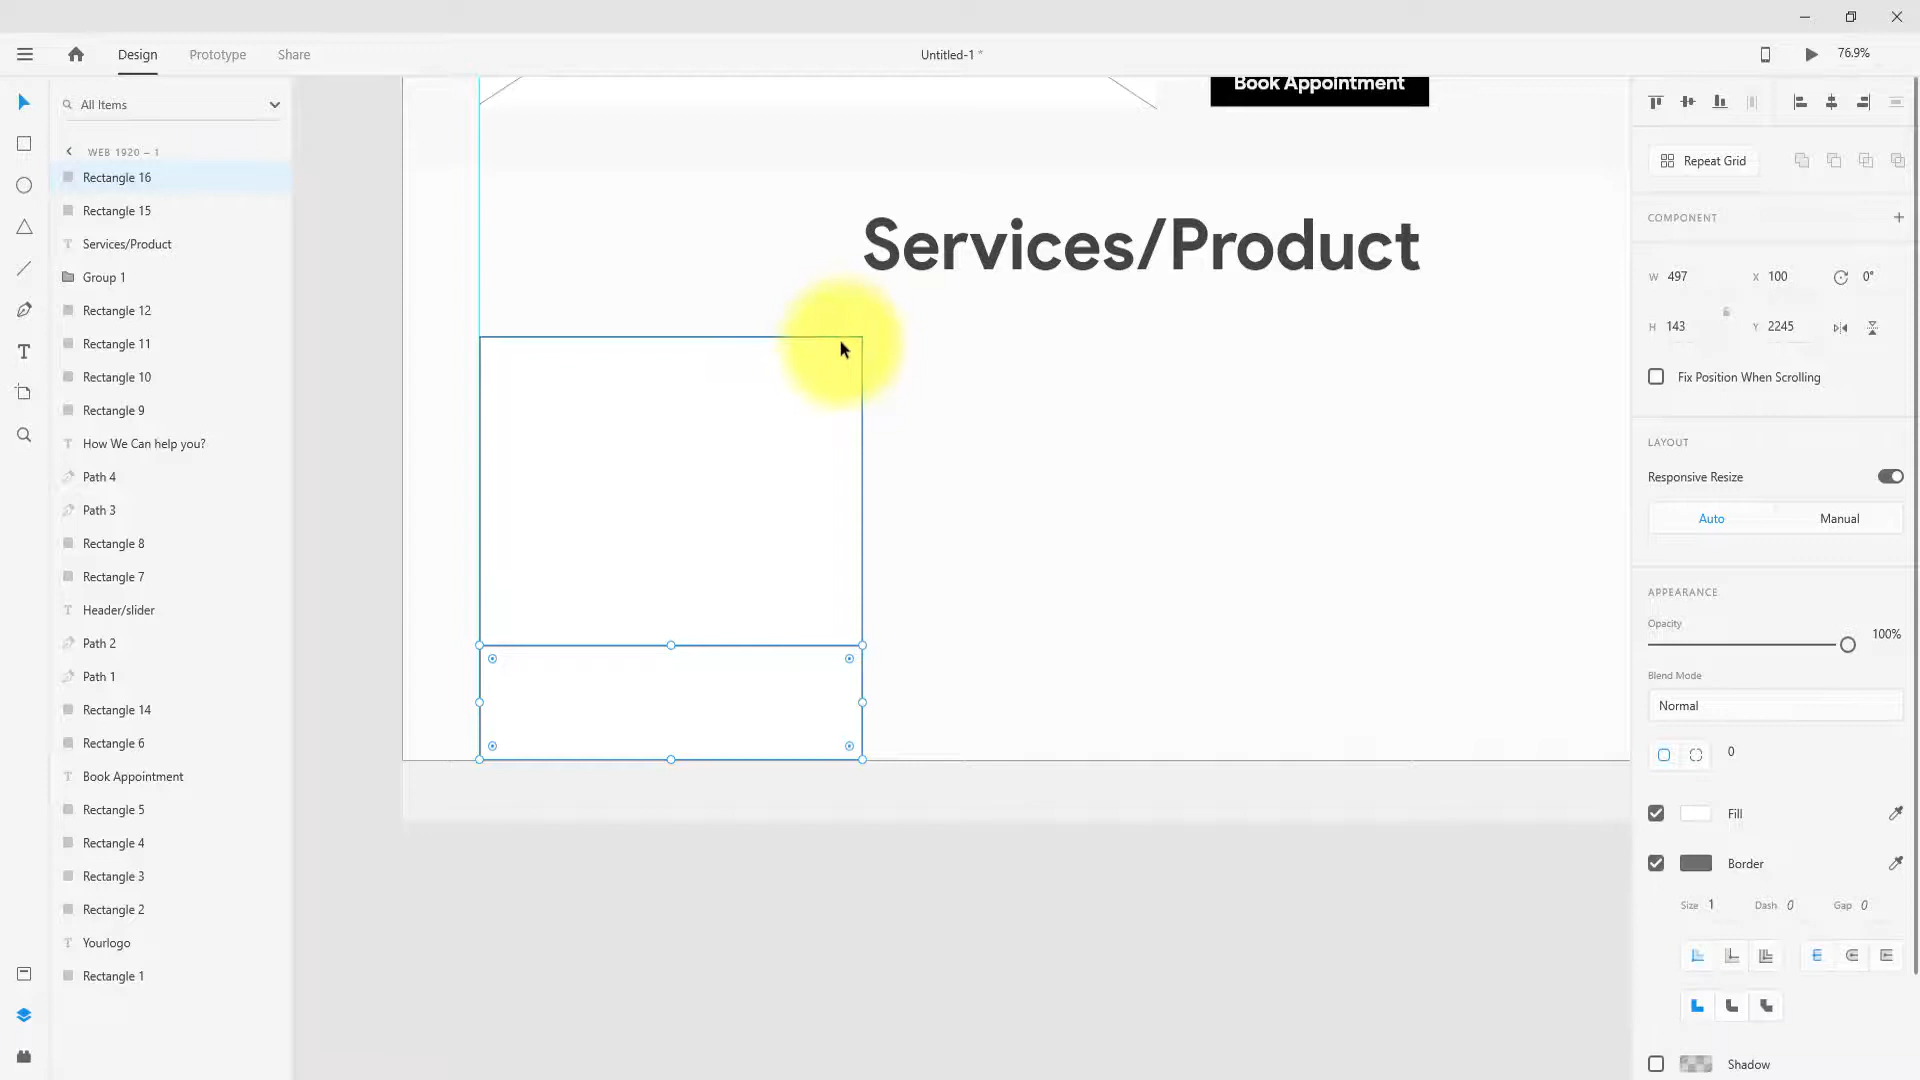 Design
Prototype
Share
Untitled-1 *
76.9%
All Items
WEB 1920 – 1
Rectangle 16
Rectangle 15
T Services/Product
Group 1
Rectangle 12
Rectangle 11
Rectangle 10
Rectangle 9
T How We Can help you?
Path 4
Path 3
Rectangle 8
Rectangle 7
T Header/slider
Path 2
Path 1
Rectangle 14
Rectangle 6
T Book Appointment
Rectangle 5
Rectangle 4
Rectangle 3
Rectangle 2
T Yourlogo
Rectangle 1
Book Appointment
Services/Product
Repeat Grid
COMPONENT
W 497 X 100 0°
H 143 Y 2245
Fix Position When Scrolling
LAYOUT
Responsive Resize
Auto Manual
APPEARANCE
Opacity
100%
Blend Mode
Normal
0
Fill
Border
Size 1 Dash 0 Gap 0
Shadow